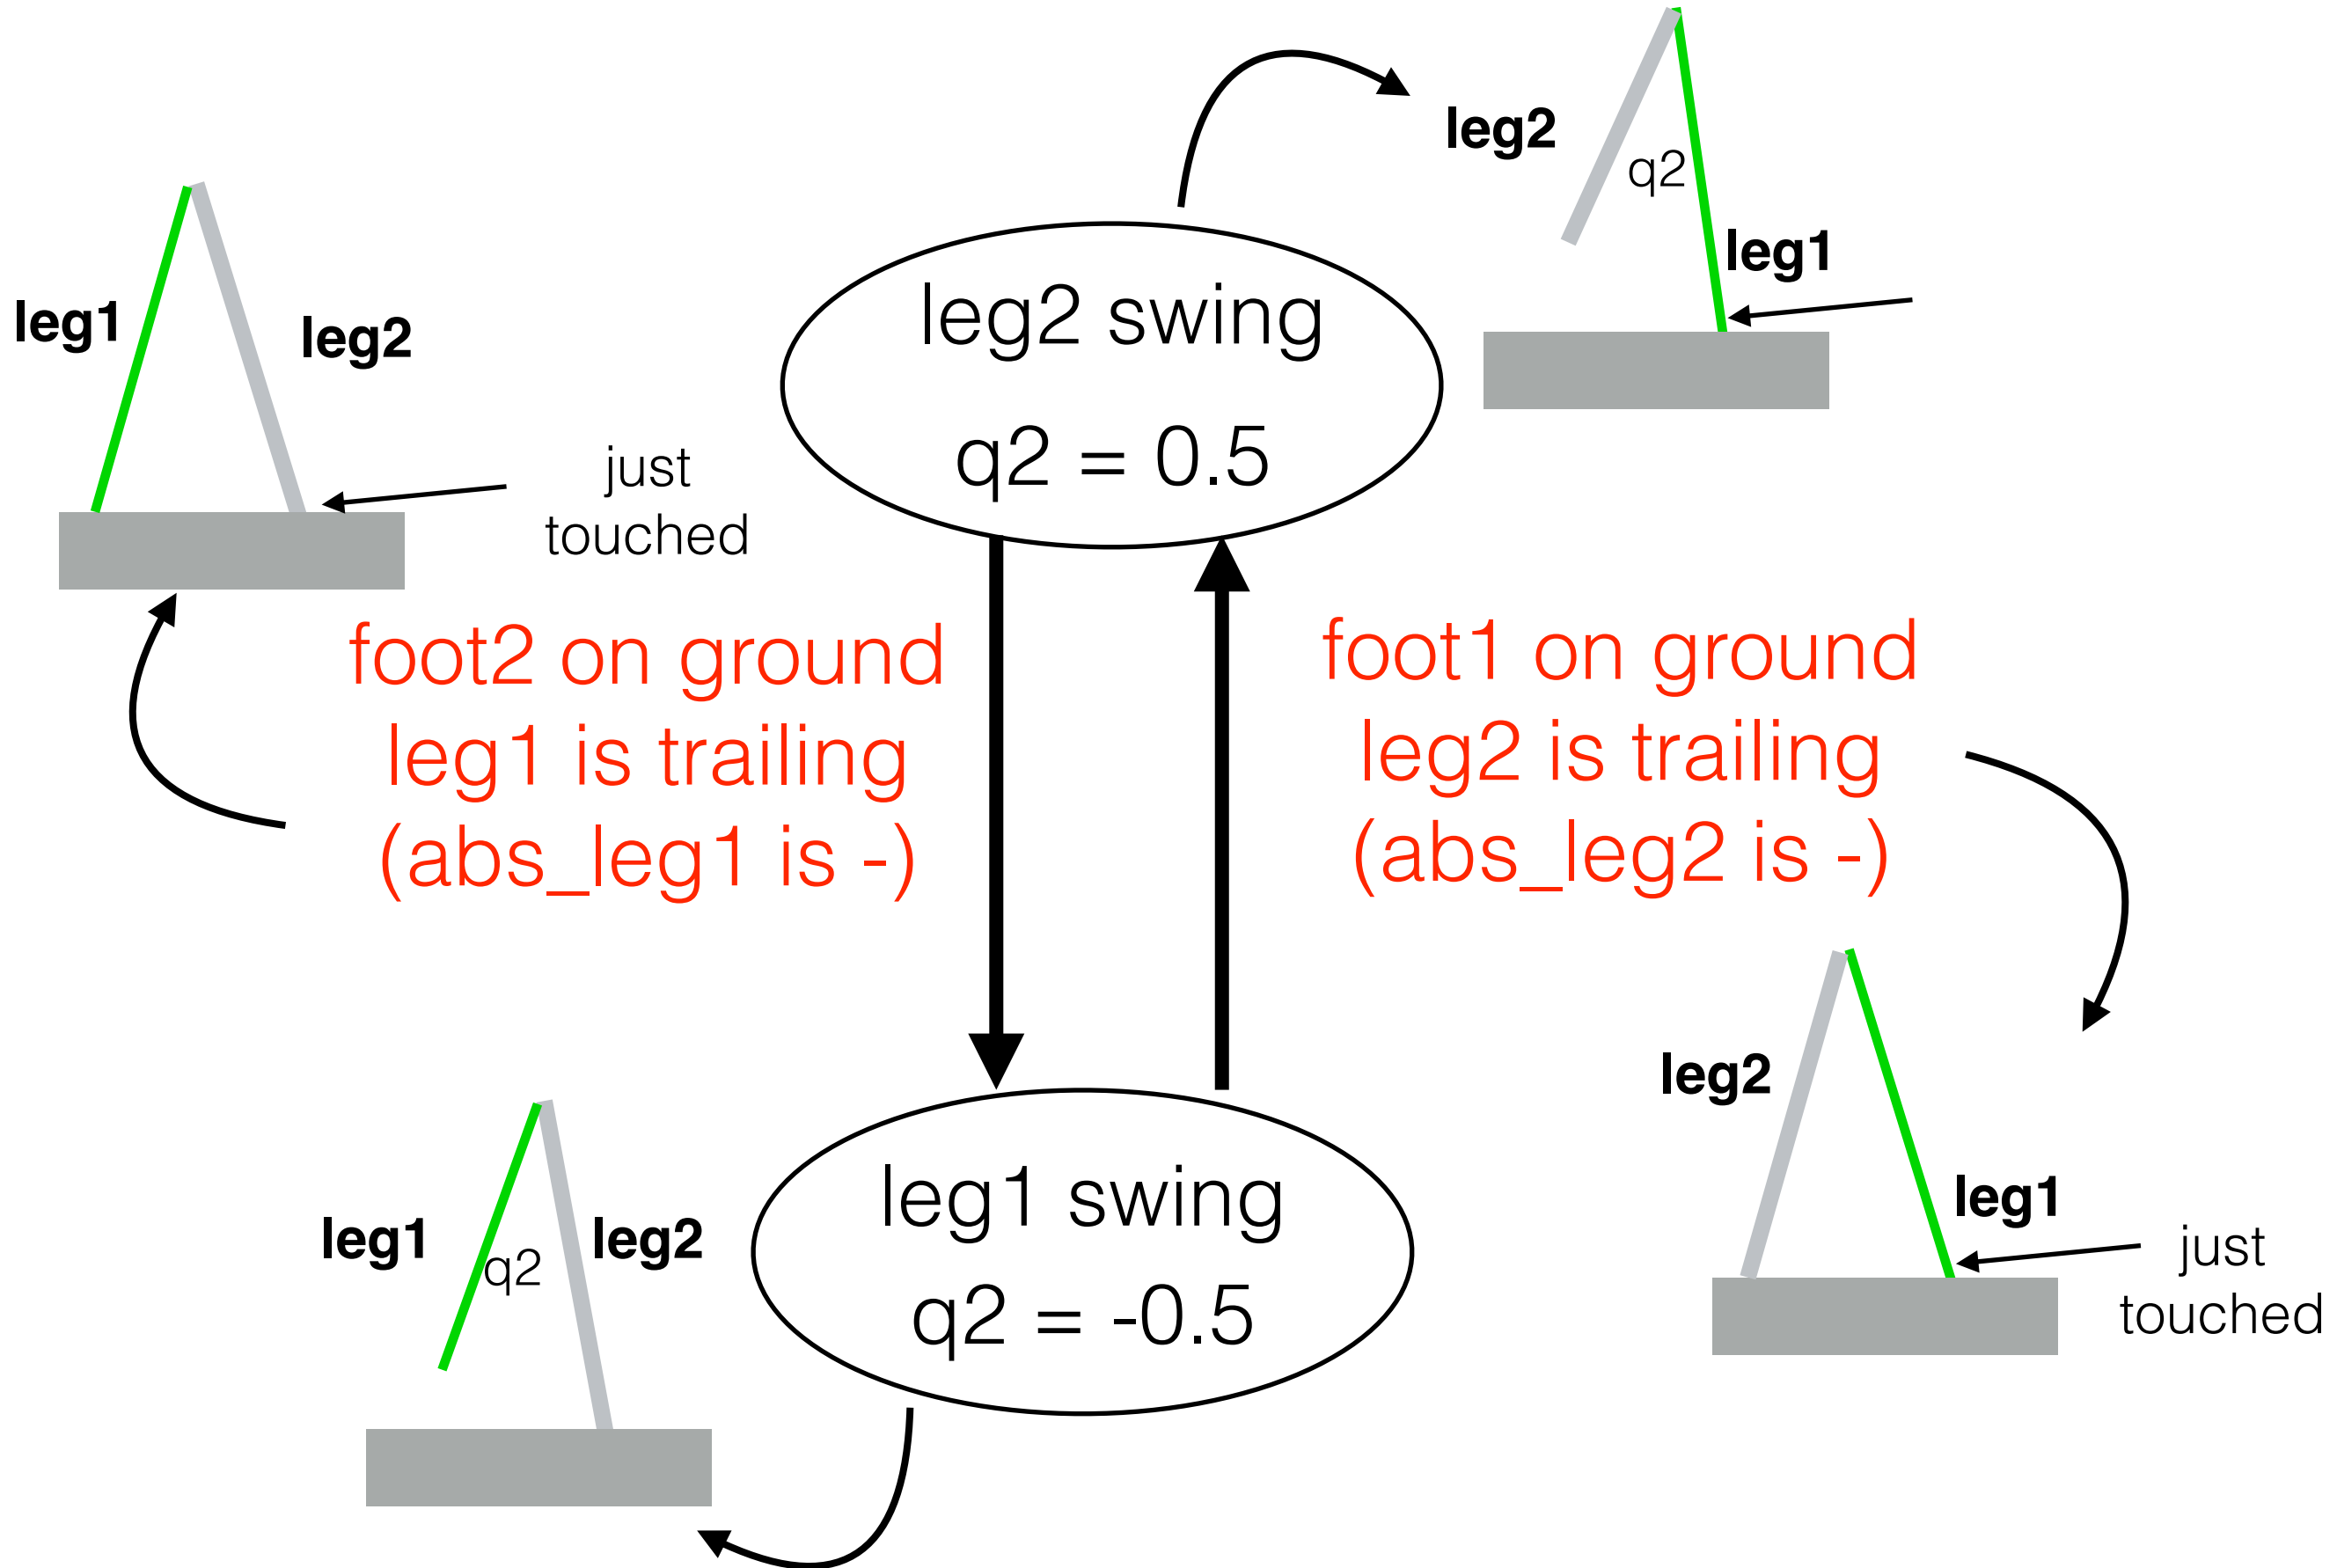 leg2
q2
leg1
leg1
leg2
just
touched
leg2 swing
q2 = 0.5
foot2 on ground
leg1 is trailing
(abs_leg1 is -)
foot1 on ground
leg2 is trailing
(abs_leg2 is -)
leg1
q2
leg2
leg1 swing
q2 = -0.5
leg2
leg1
just
touched